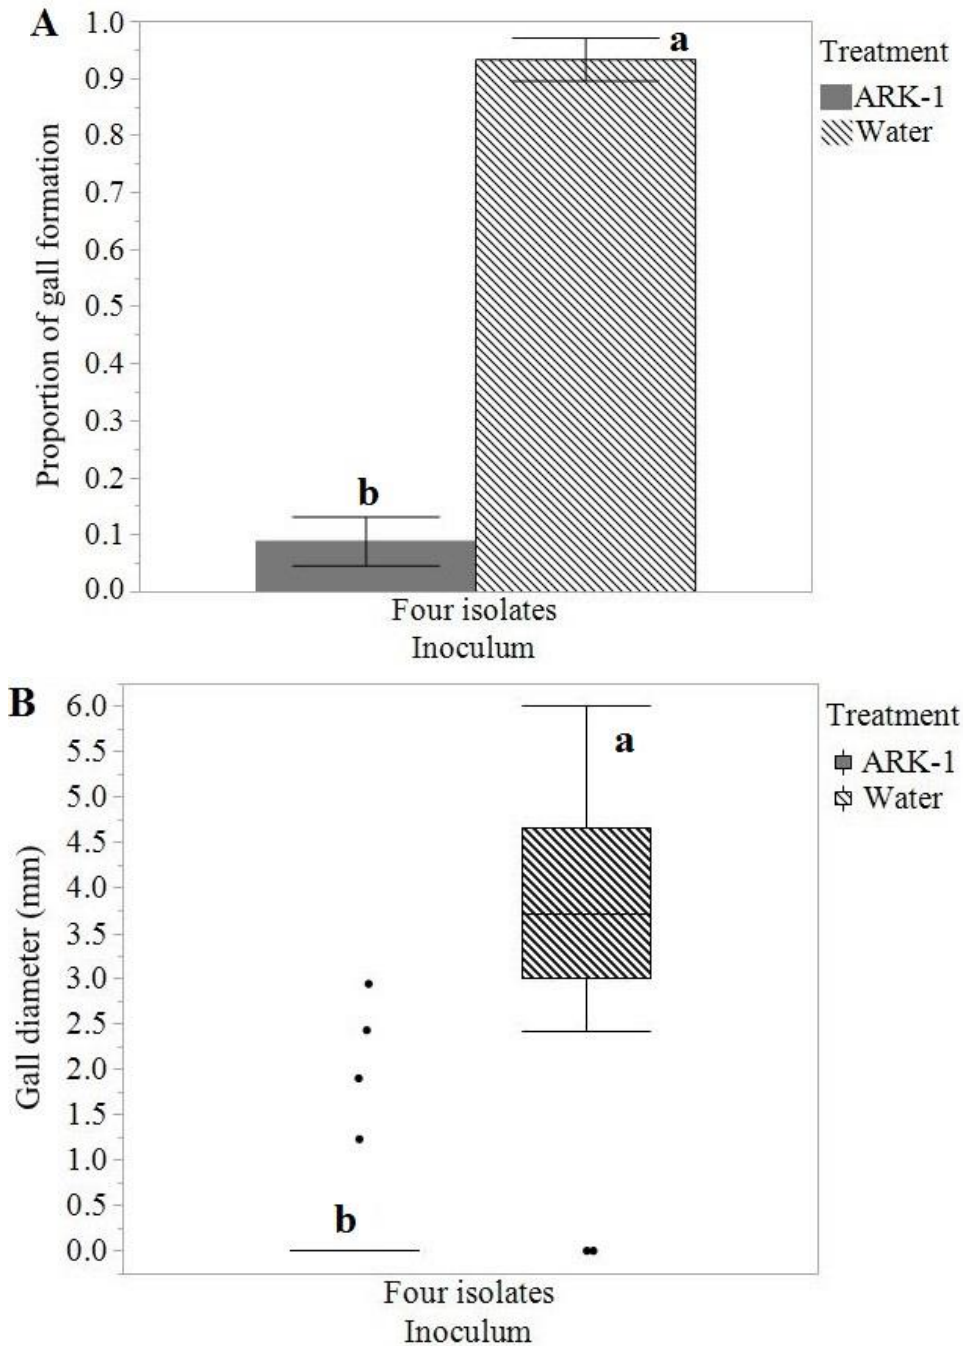 A
1.0
0.9
0.8
0.7
0.6
0.5
0.4
0.3
0.2
0.1
0.0
Proportion of gall formation
a
b
Treatment
ARK-1
Water
Four isolates
Inoculum
B
6.0
5.5
5.0
4.5
4.0
3.5
3.0
2.5
2.0
1.5
1.0
0.5
0.0
Gall diameter (mm)
a
b
Treatment
ARK-1
Water
Four isolates
Inoculum